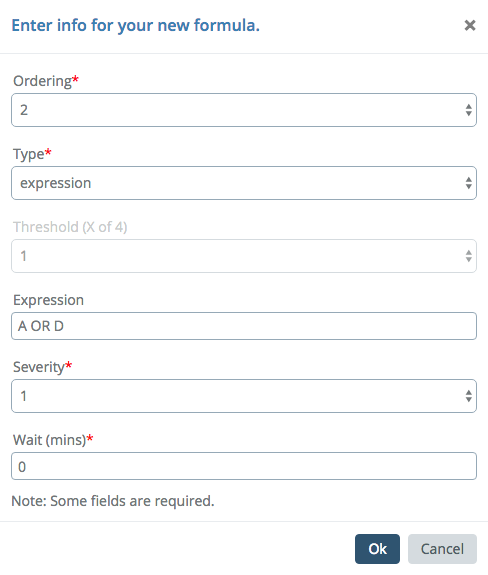 Enter info for your new formula.
Ordering*
2
Type*
expression
Threshold (X of 4)
1
Expression
A OR D
Severity*
1
Wait (mins)*
0
Note: Some fields are required.
Ok Cancel